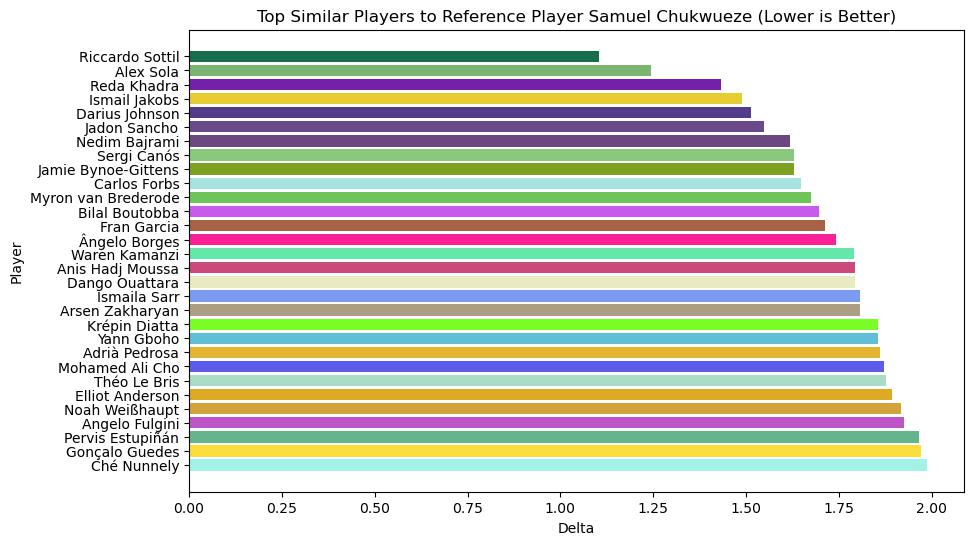 Top Similar Players to Reference Player Samuel Chukwueze (Lower is Better)
Riccardo Sottil
Alex Sola
Reda Khadra
Ismail Jakobs
Darius Johnson
Jadon Sancho
Nedim Bajrami
Sergi Canós
Jamie Bynoe-Gittens
Carlos Forbs
Myron van Brederode
Bilal Boutobba
Fran Garcia
Ângelo Borges
Warén Kamanzi
Anis Hadj Moussa
Dango Ouattara
Ismaïla Sarr
Arsen Zakharyan
Krépin Diatta
Yann Gboho
Adrià Pedrosa
Mohamed Ali Cho
Théo Le Bris
Elliot Anderson
Noah Weißhaupt
Angelo Fulgini
Pervis Estupiñán
Gonçalo Guedes
Ché Nunnely
Player
0.00 0.25 0.50 0.75 1.00 1.25 1.50 1.75 2.00
Delta